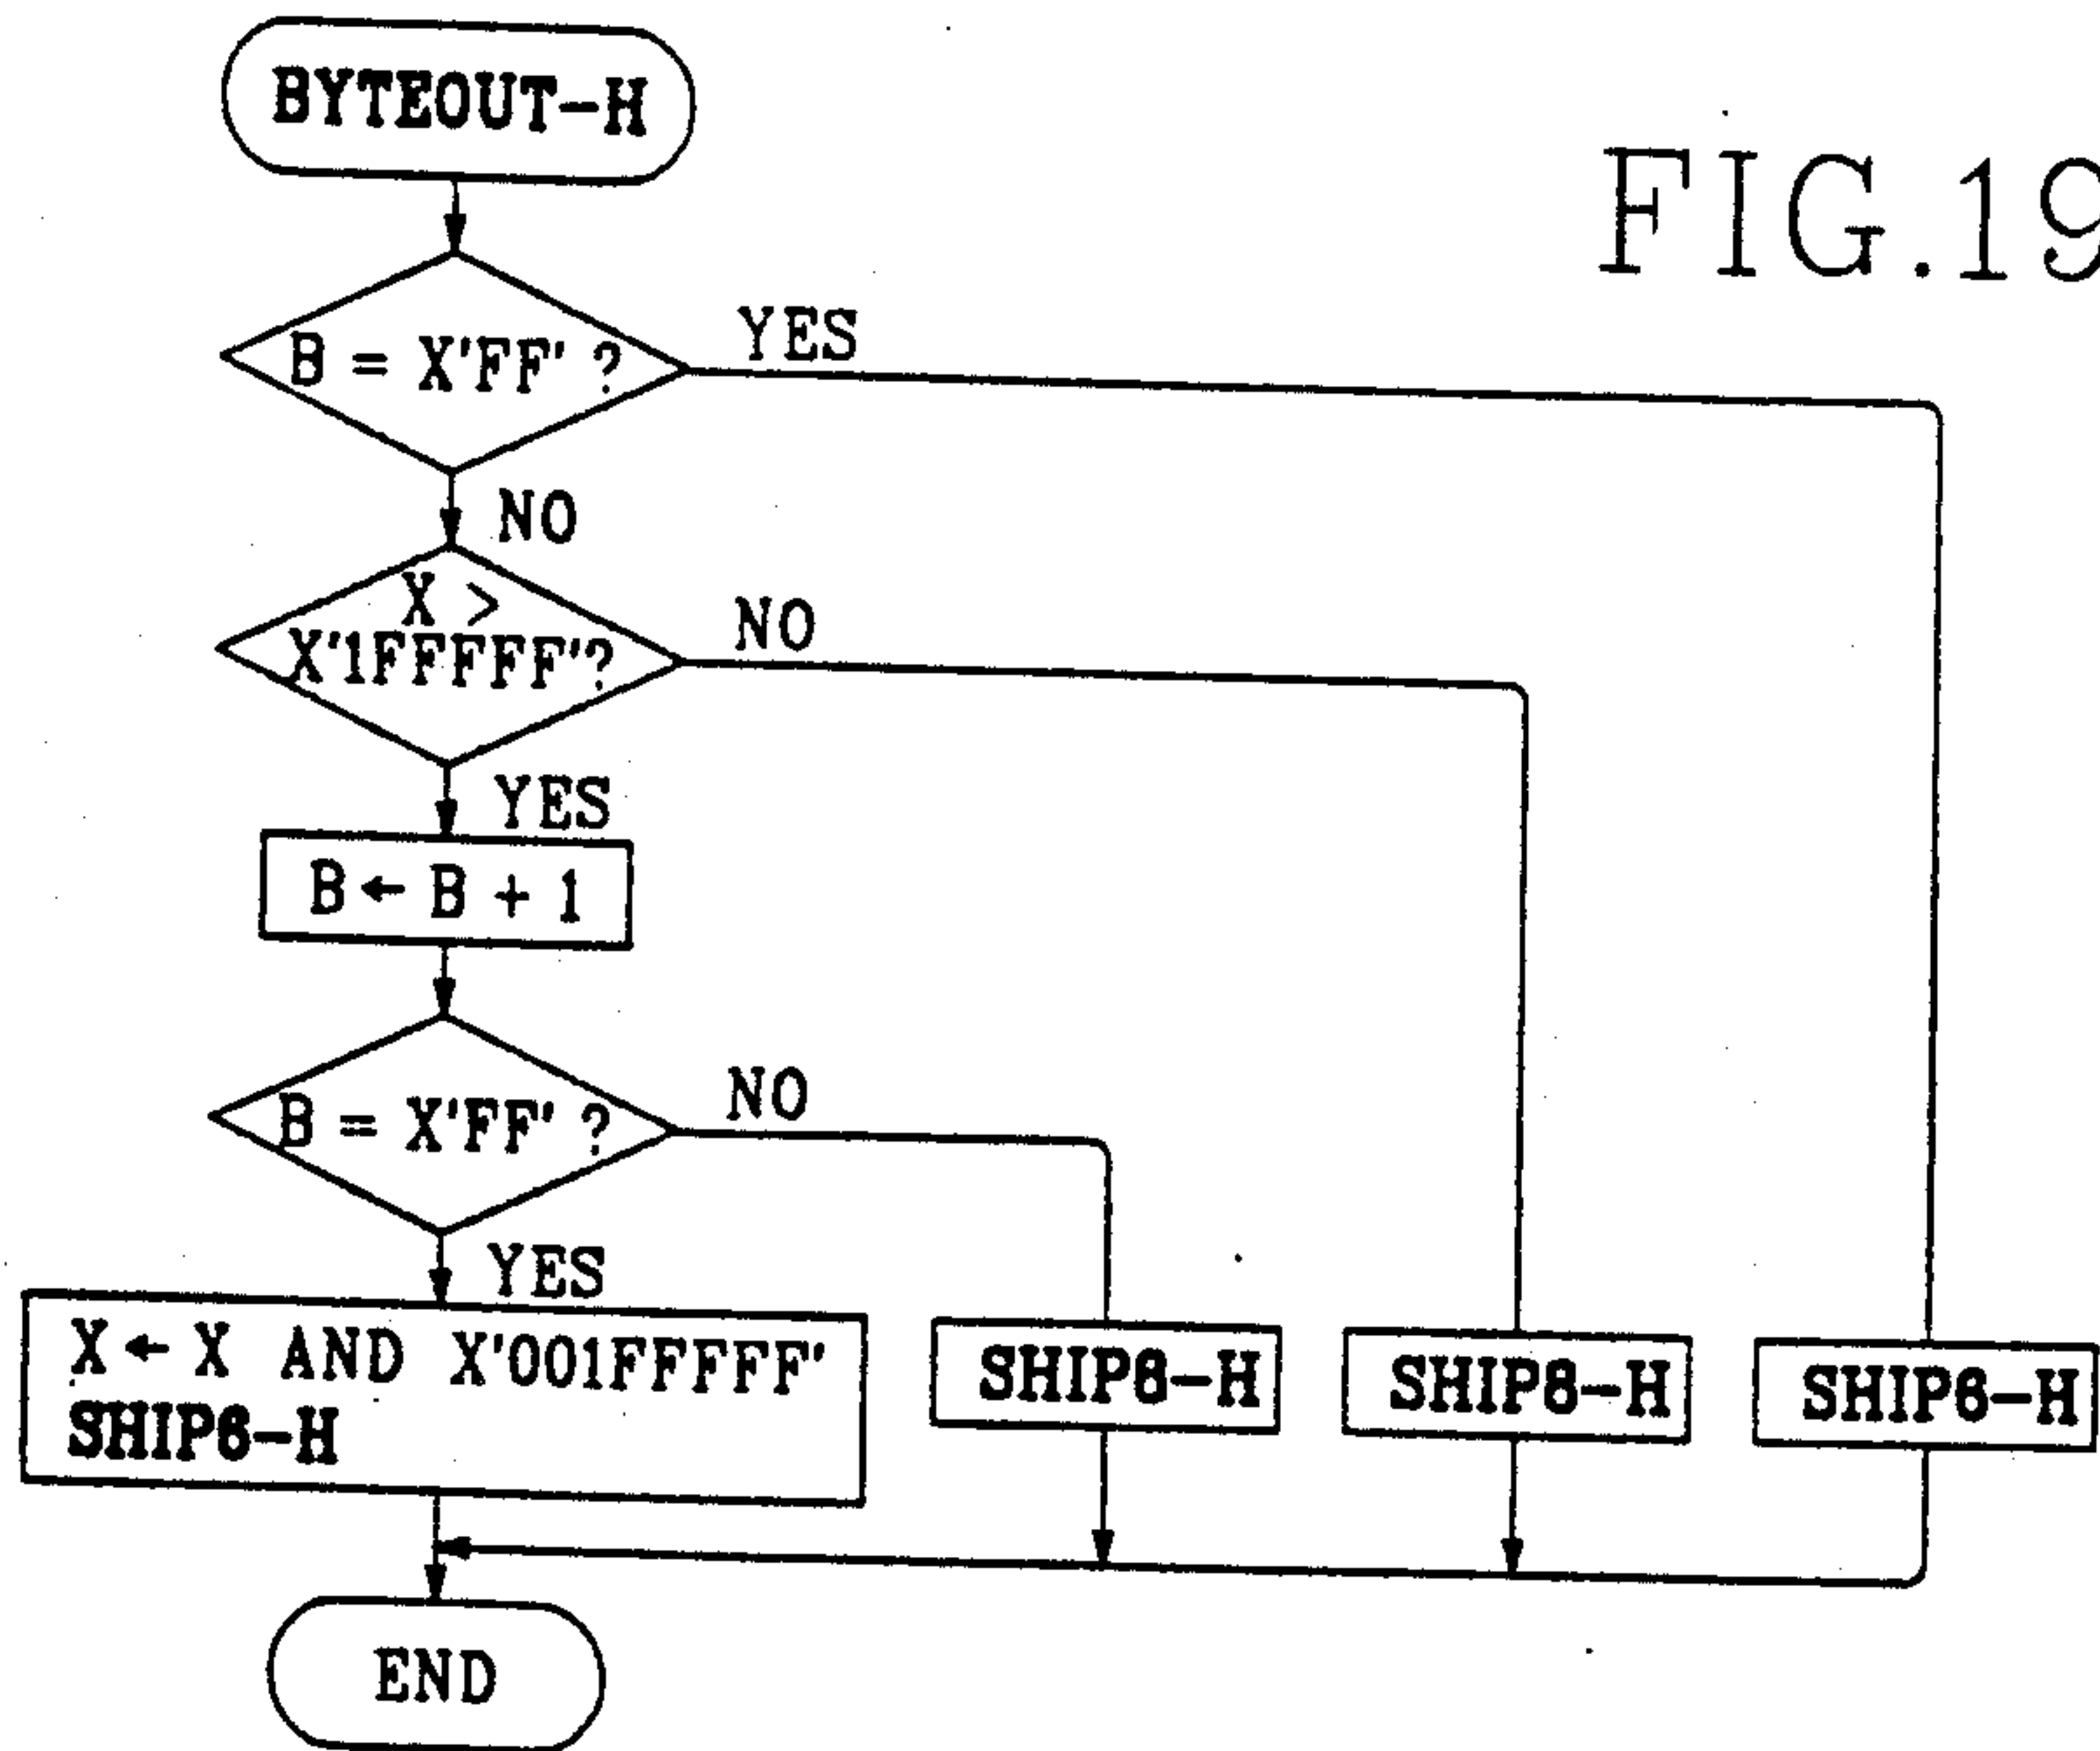 BYTEOUT-H
FIG.19
B = X'FF' ?
YES
NO
X >
X'1FFFFF'?
NO
YES
B ← B + 1
B = X'FF' ?
NO
YES
X ← X AND X'001FFFFF'
SHIP6-H
SHIP8-H
SHIP8-H
SHIP6-H
END